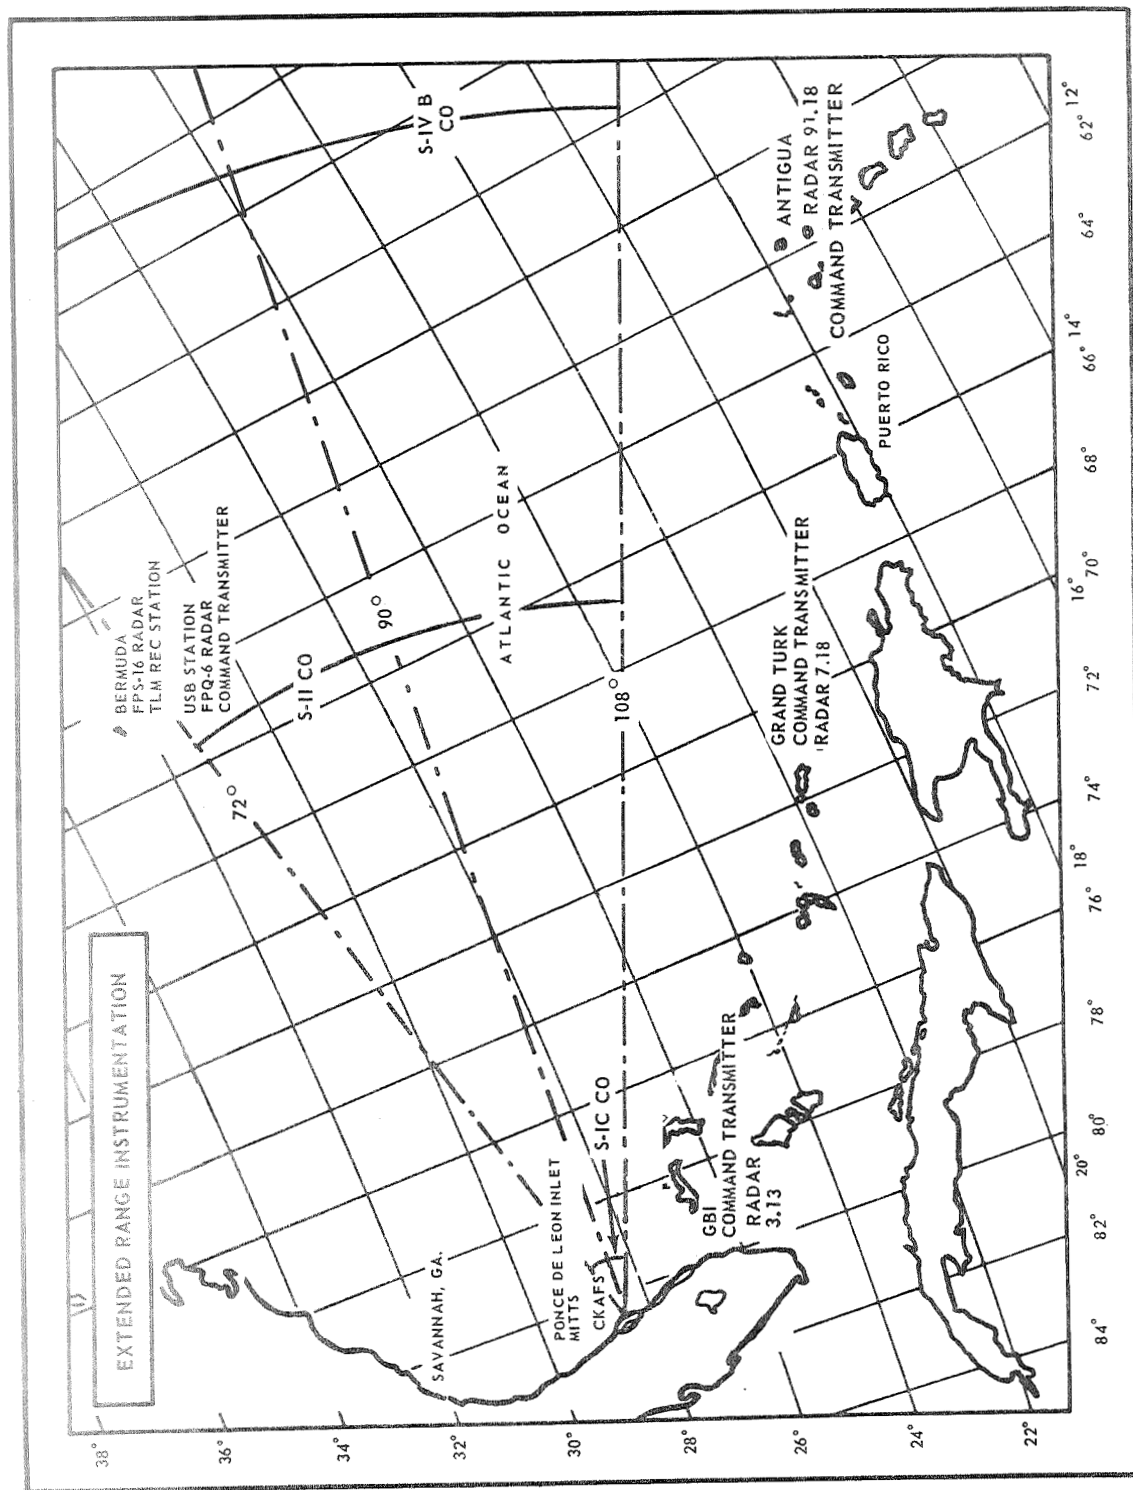 EXTENDED RANGE INSTRUMENTATION
BERMUDA
FPS-16 RADAR
TLM REC STATION
USB STATION
FPQ-6 RADAR
COMMAND TRANSMITTER
S-IV B
CO
72°
S-II CO
90°
ATLANTIC OCEAN
108°
SAVANNAH, GA.
PONCE DE LEON INLET
MITTS
CKAFS
S-IC CO
GBI
COMMAND TRANSMITTER
RADAR
3.13
GRAND TURK
COMMAND TRANSMITTER
RADAR 7.18
ANTIGUA
RADAR 91.18
COMMAND TRANSMITTER
PUERTO RICO
38°
36°
34°
32°
30°
28°
26°
24°
22°
84°
82°
20°
80°
78°
76°
18°
74°
72°
16°
70°
68°
66°
14°
64°
62°
12°